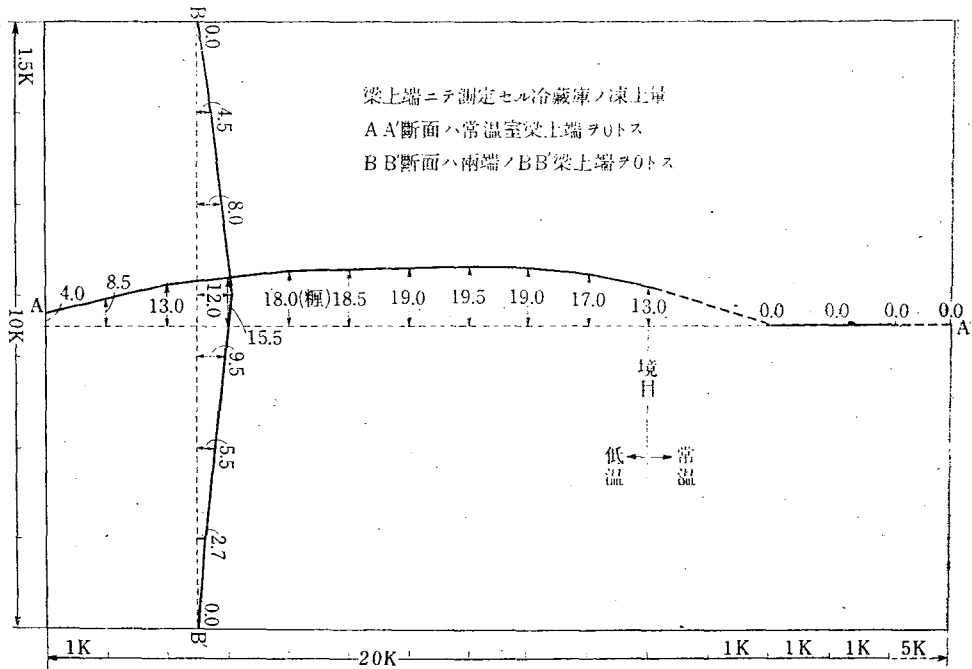 B
0.0
1.5K
4.5
梁上端ニテ測定セル冷藏庫ノ凍上量
A A′斷面ハ常温室梁上端ヲ0トス
B B′斷面ハ兩端ノBB′梁上端ヲ0トス
8.0
A
4.0
8.5
13.0
12.0
18.0(糎)
18.5
19.0
19.5
19.0
17.0
13.0
0.0
0.0
0.0
0.0
A′
15.5
10K
9.5
境目
低温
常温
5.5
2.7
0.0
B′
1K
20K
1K
1K
1K
5K